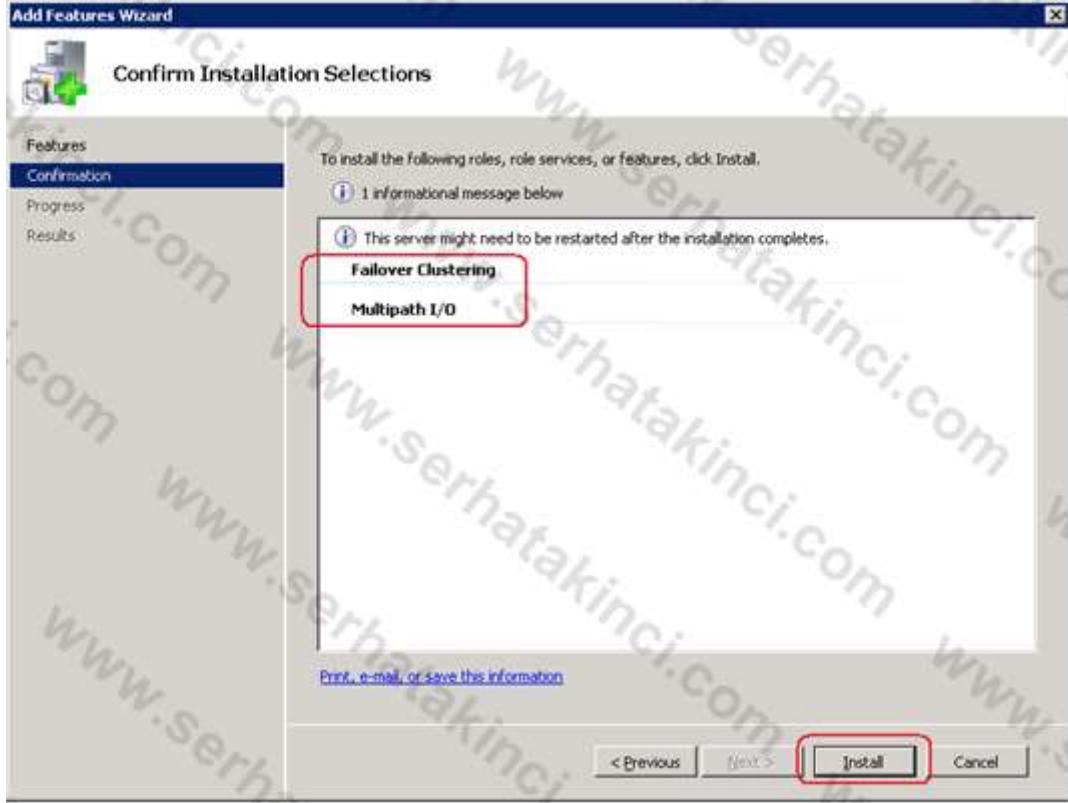 Add Features Wizard
Confirm Installation Selections
Features
Confirmation
Progress
Results
To install the following roles, role services, or features, click Install.
1 informational message below
This server might need to be restarted after the installation completes.
Failover Clustering
Multipath I/O
Print, e-mail, or save this information
< Previous
Next >
Install
Cancel
www.serhatakinci.com